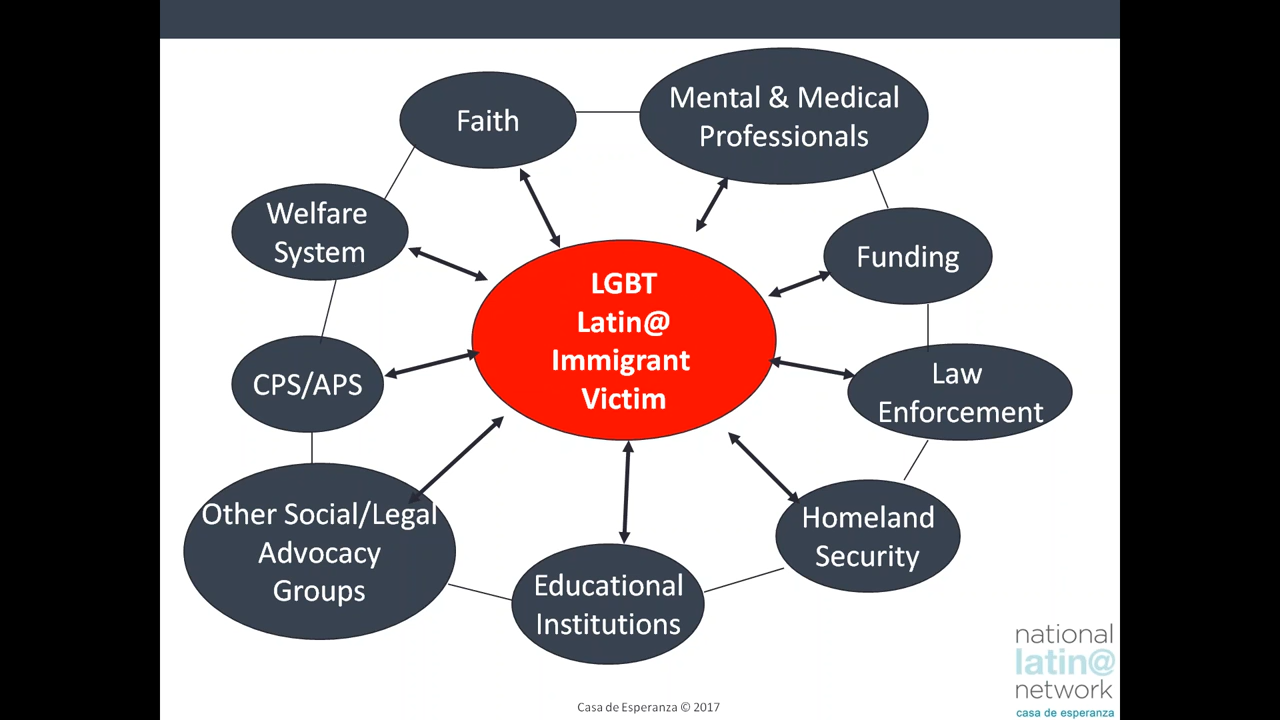 Mental & Medical
Professionals
Faith
Welfare
System
Funding
LGBT
Latin@
Immigrant
Victim
CPS/APS
Law
Enforcement
Other Social/Legal
Advocacy
Groups
Homeland
Security
Educational
Institutions
national
latin@
network
casa de esperanza
Casa de Esperanza © 2017